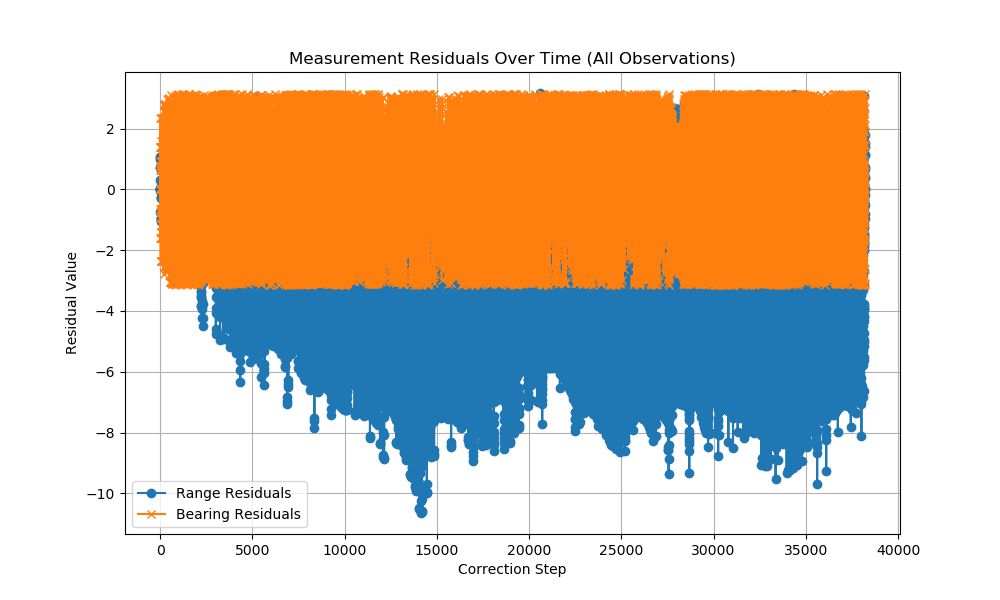 Measurement Residuals Over Time (All Observations)
Residual Value
2
0
−2
−4
−6
−8
−10
Range Residuals
Bearing Residuals
0 5000 10000 15000 20000 25000 30000 35000 40000
Correction Step